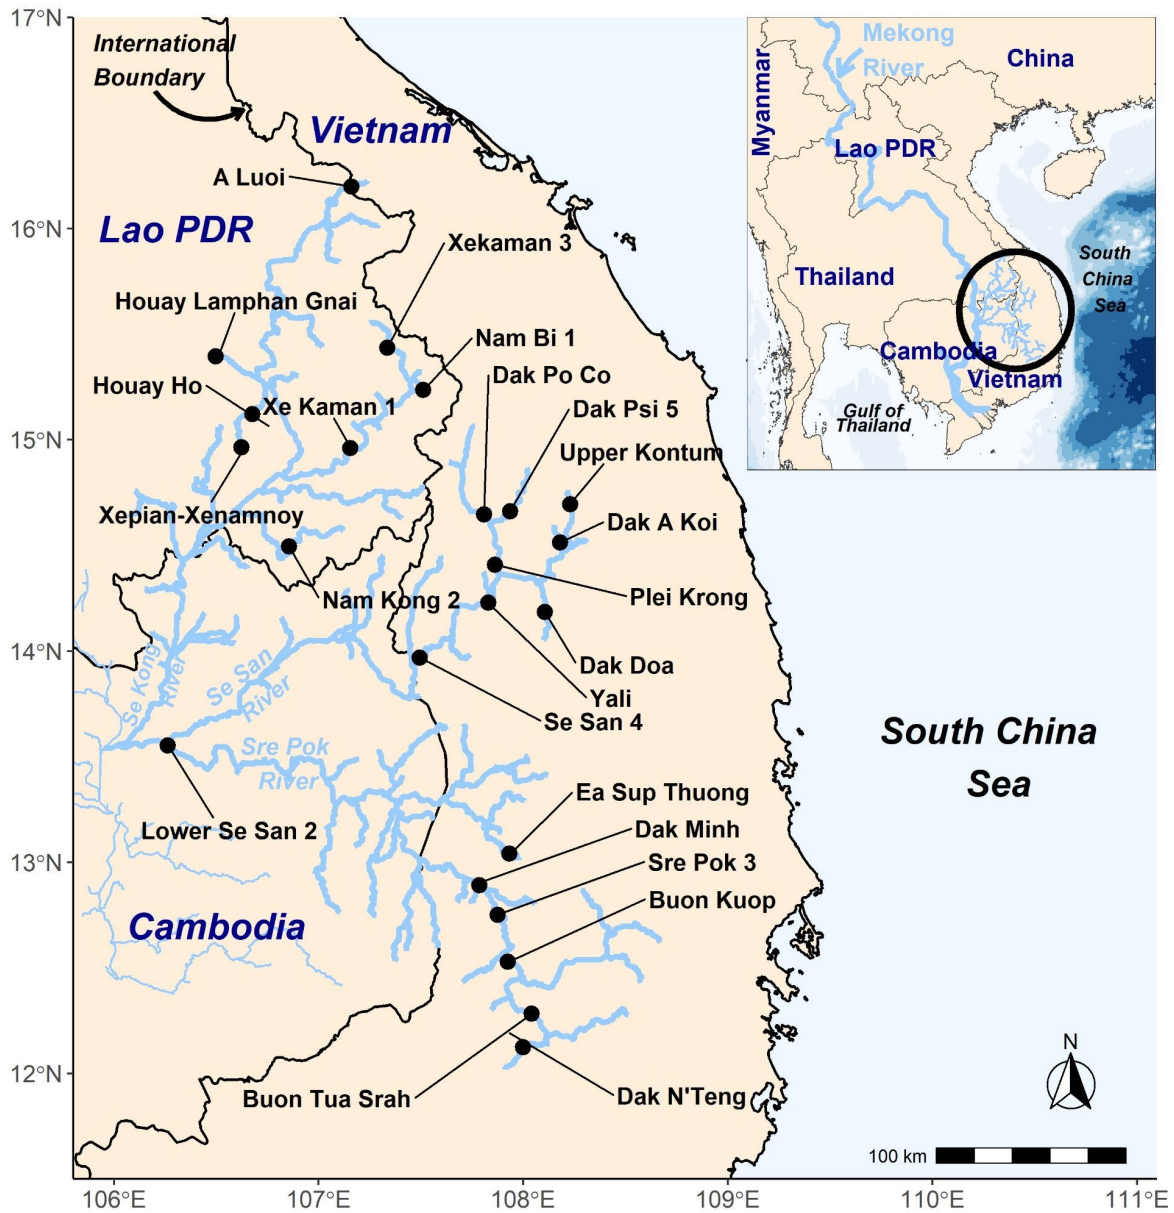 17°N
International
Boundary
Vietnam
A Luoi
16°N
Lao PDR
Xekaman 3
Houay Lamphan Gnai
Nam Bi 1
Houay Ho
Dak Po Co
Xe Kaman 1
Dak Psi 5
15°N
Upper Kontum
Xepian-Xenamnoy
Dak A Koi
Nam Kong 2
Plei Krong
14°N
Dak Doa
Yali
Se San 4
Se Kong
River
Se San
River
Sre Pok
River
Lower Se San 2
Ea Sup Thuong
Dak Minh
13°N
Sre Pok 3
Buon Kuop
Cambodia
12°N
Buon Tua Srah
Dak N'Teng
South China
Sea
N
100 km
106°E
107°E
108°E
109°E
110°E
111°E
Mekong
River
China
Myanmar
Lao PDR
Thailand
South
China
Sea
Cambodia
Vietnam
Gulf of
Thailand